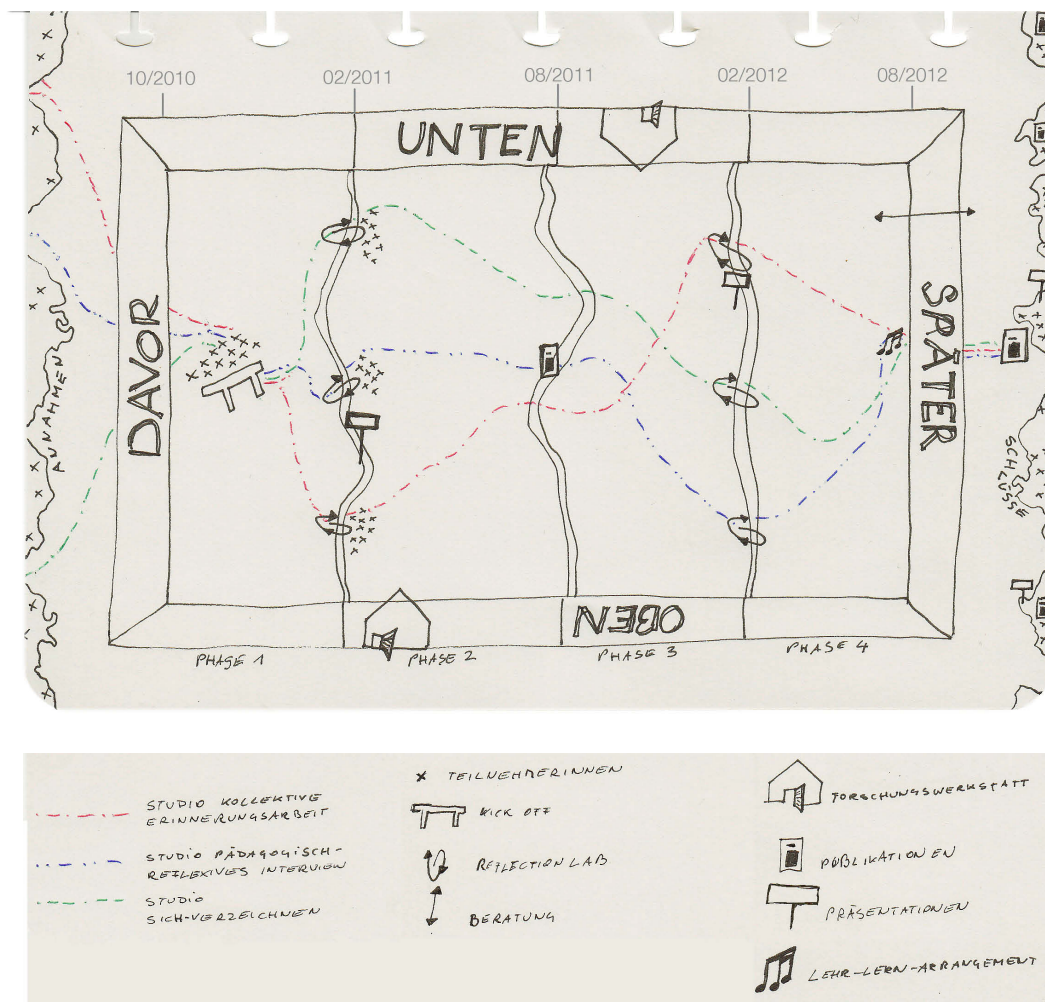 10/2010
02/2011
08/2011
02/2012
08/2012
UNTEN
DAVOR
SPÄTER
ANNAHMEN
SCHLÜSSE
OBEN
PHASE 1
PHASE 2
PHASE 3
PHASE 4
STUDIO KOLLEKTIVE
ERINNERUNGSARBEIT
STUDIO PÄDAGOGISCH-
REFLEXIVES INTERVIEW
STUDIO
SICH-VERZEICHNEN
TEILNEHMERINNEN
KICK OFF
REFLECTION LAB
BERATUNG
FORSCHUNGSWERKSTATT
PUBLIKATIONEN
PRÄSENTATIONEN
LEHR-LERN-ARRANGEMENT